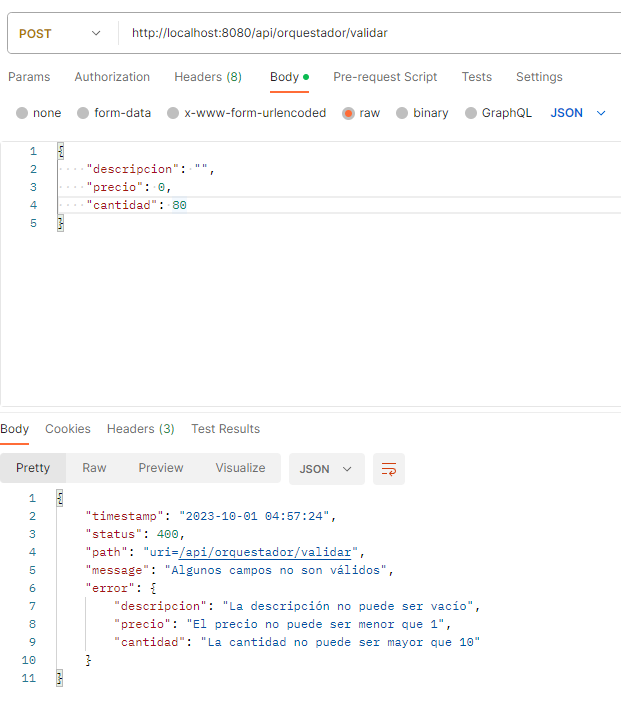 POST http://localhost:8080/api/orquestador/validar
Params Authorization Headers (8) Body Pre-request Script Tests Settings
none form-data x-www-form-urlencoded raw binary GraphQL JSON
1 {
2 "descripcion": "",
3 "precio": 0,
4 "cantidad": 80
5 }
Body Cookies Headers (3) Test Results
Pretty Raw Preview Visualize JSON
1 {
2 "timestamp": "2023-10-01 04:57:24",
3 "status": 400,
4 "path": "uri=/api/orquestador/validar",
5 "message": "Algunos campos no son válidos",
6 "error": {
7 "descripcion": "La descripción no puede ser vacío",
8 "precio": "El precio no puede ser menor que 1",
9 "cantidad": "La cantidad no puede ser mayor que 10"
10 }
11 }